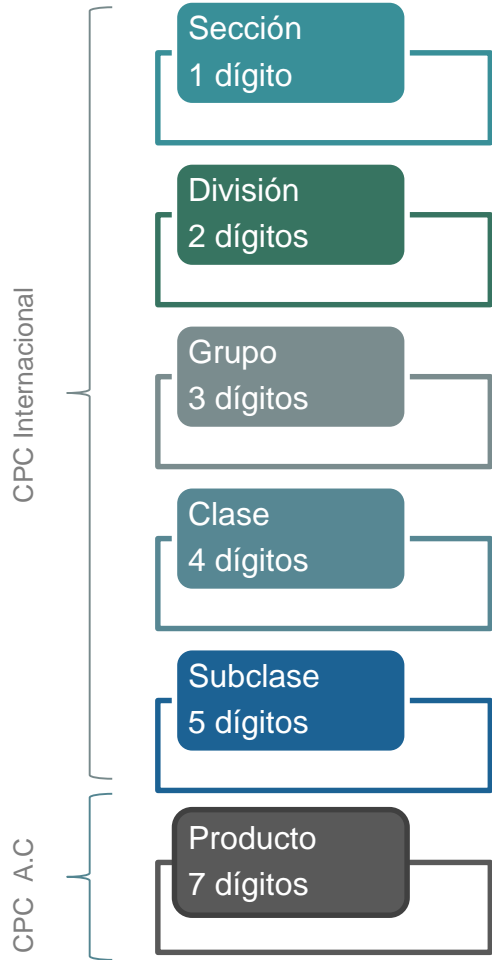 CPC Internacional
Sección
1 dígito
División
2 dígitos
Grupo
3 dígitos
Clase
4 dígitos
Subclase
5 dígitos
CPC A.C
Producto
7 dígitos